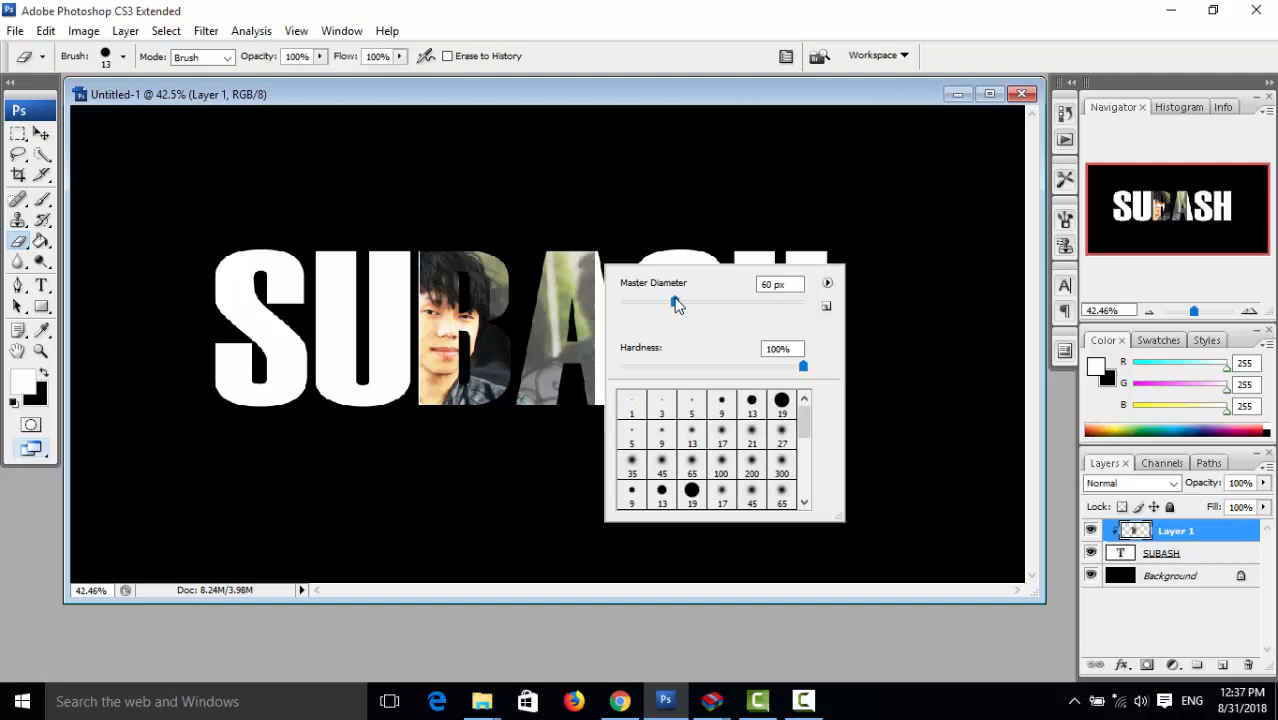 Ps Adobe Photoshop CS3 Extended
File Edit Image Layer Select Filter Analysis View Window Help
Brush: 13 Mode: Brush Opacity: 100% Flow: 100% Erase to History Workspace
Untitled-1 @ 42.5% (Layer 1, RGB/8)
Ps
Navigator Histogram Info
SUBASH
SUBASH
Master Diameter 60 px
Hardness: 100%
1 3 5 9 13 19
5 9 13 17 21 27
35 45 65 100 200 300
9 13 19 17 45 65
42.46%
Color Swatches Styles
R 255
G 255
B 255
Layers Channels Paths
Normal Opacity: 100%
Lock: Fill: 100%
Layer 1
T SUBASH
Background
42.46% Doc: 8.24M/3.98M
Search the web and Windows
Ps
ENG
12:37 PM
8/31/2018